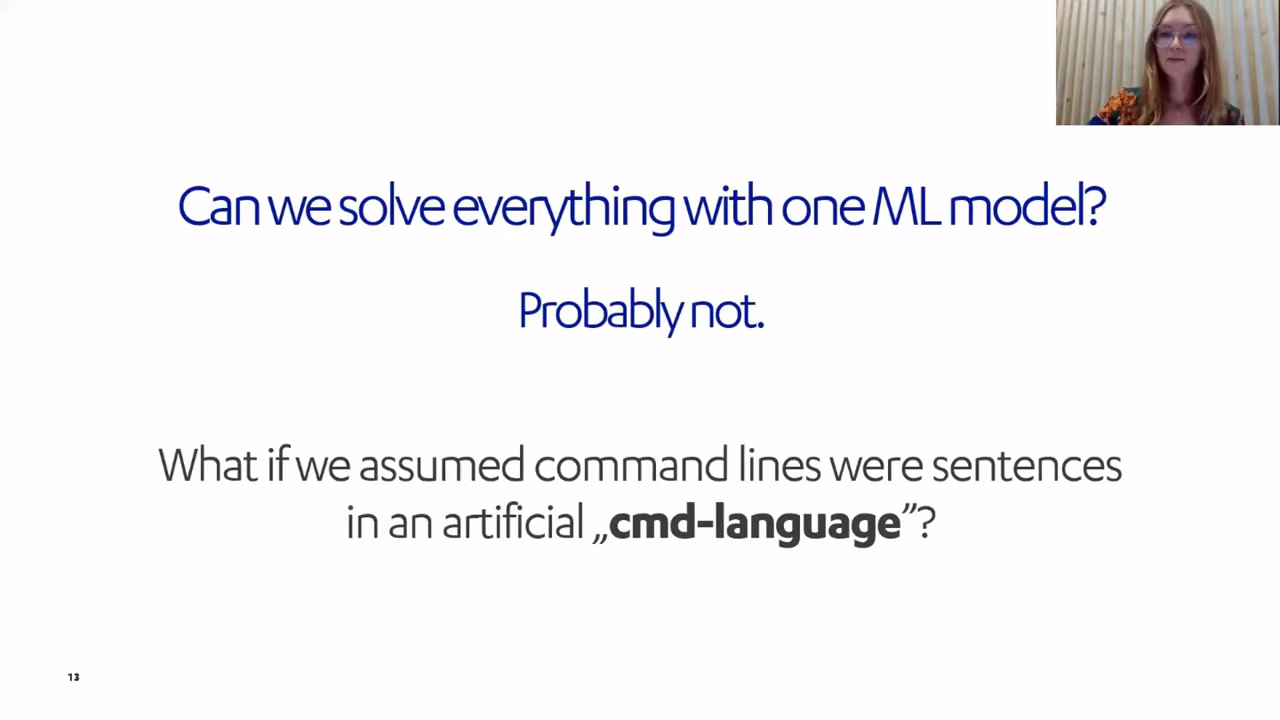 Can we solve everything with one ML model?
Probably not.
What if we assumed command lines were sentences
in an artificial „cmd-language”?
13